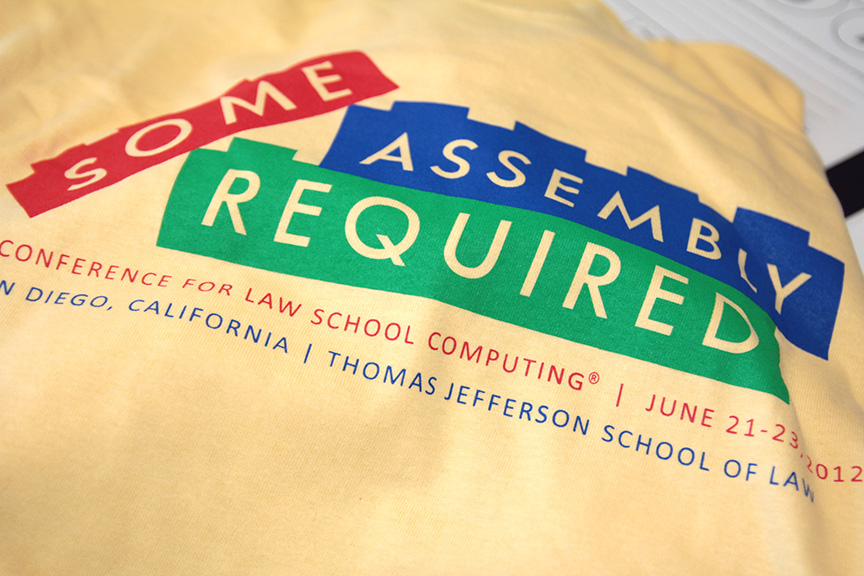 SOME
ASSEMBLY
REQUIRED
CONFERENCE FOR LAW SCHOOL COMPUTING® | JUNE 21-23, 2012
DIEGO, CALIFORNIA | THOMAS JEFFERSON SCHOOL OF LAW